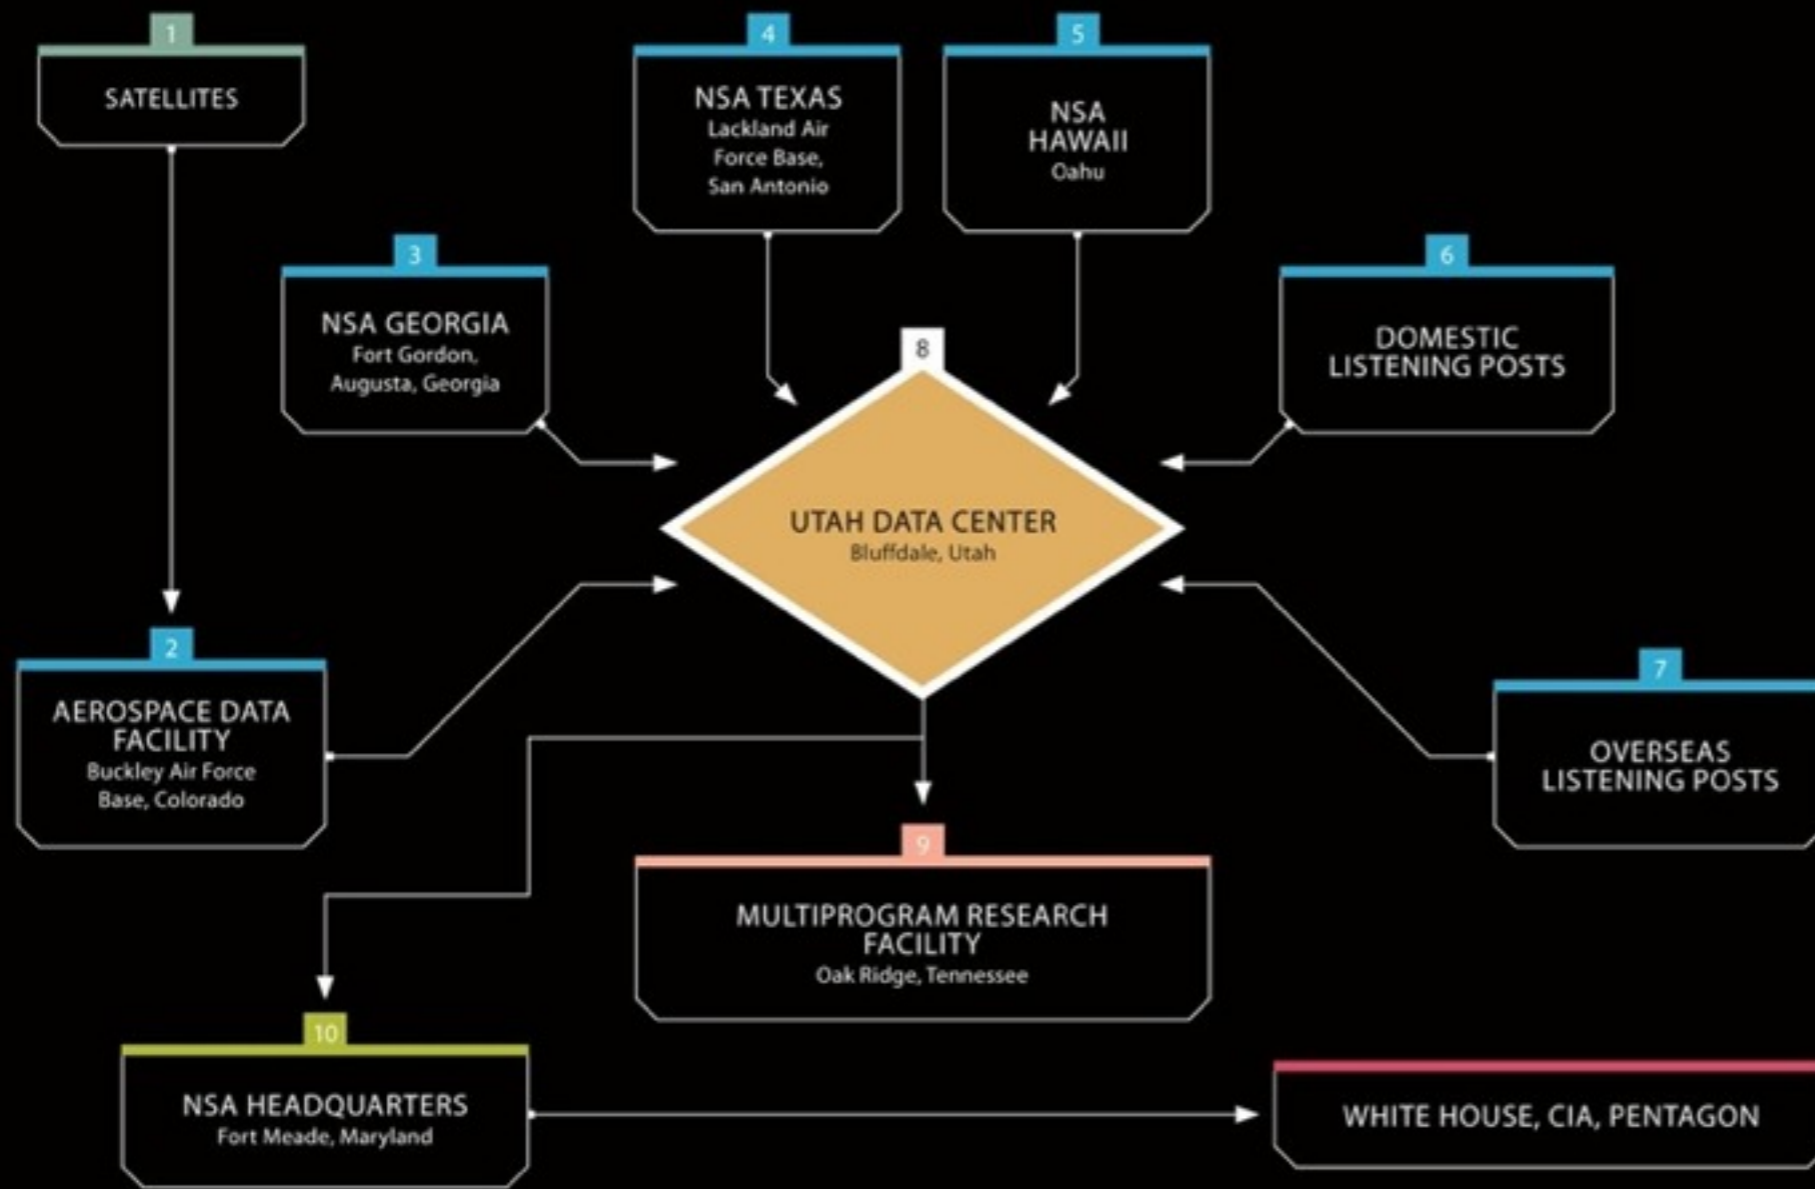 1
SATELLITES
2
AEROSPACE DATA
FACILITY
Buckley Air Force
Base, Colorado
3
NSA GEORGIA
Fort Gordon,
Augusta, Georgia
4
NSA TEXAS
Lackland Air
Force Base,
San Antonio
5
NSA
HAWAII
Oahu
6
DOMESTIC
LISTENING POSTS
7
OVERSEAS
LISTENING POSTS
8
UTAH DATA CENTER
Bluffdale, Utah
9
MULTIPROGRAM RESEARCH
FACILITY
Oak Ridge, Tennessee
10
NSA HEADQUARTERS
Fort Meade, Maryland
WHITE HOUSE, CIA, PENTAGON